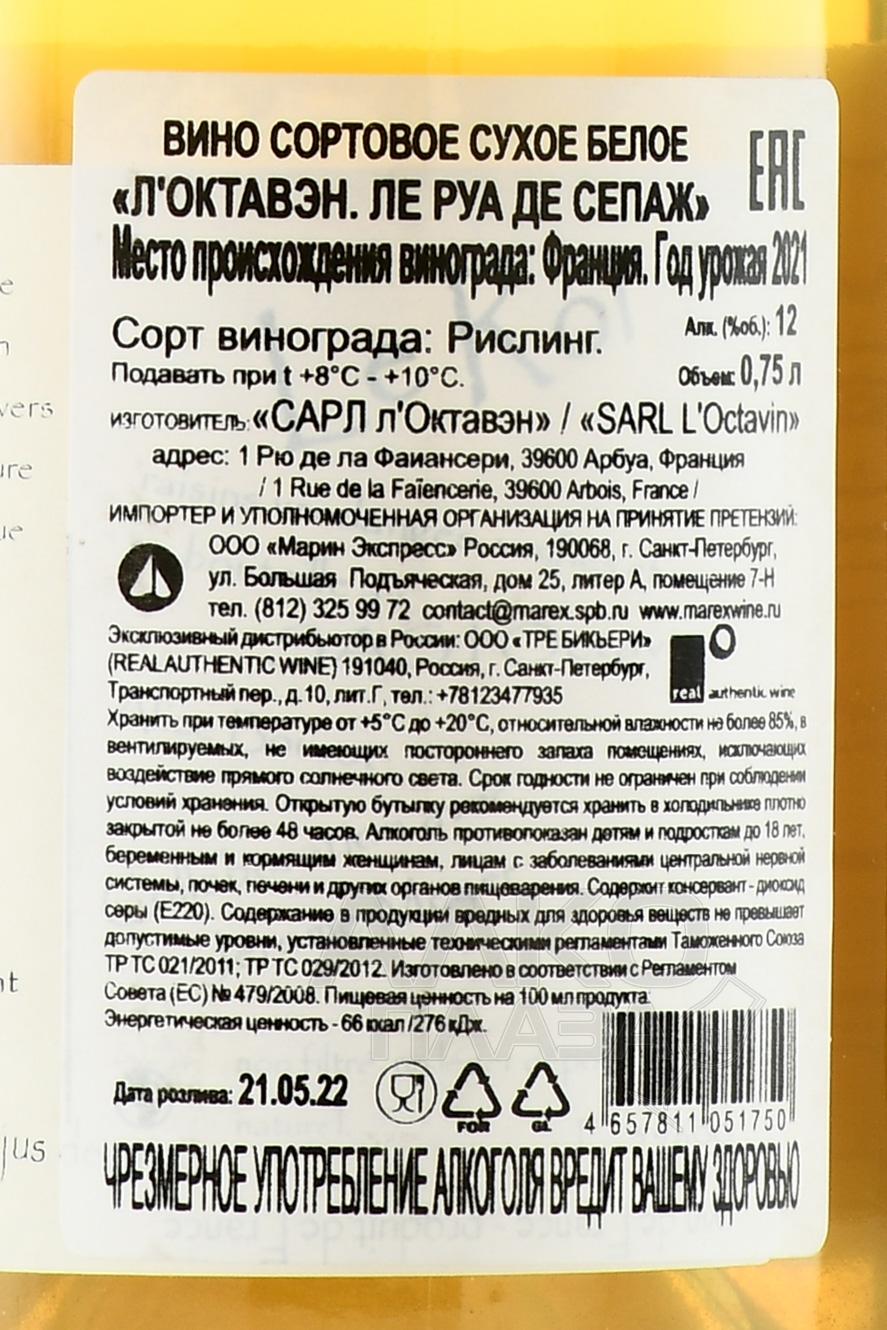 ВИНО СОРТОВОЕ СУХОЕ БЕЛОЕ
«Л'ОКТАВЭН. ЛЕ РУА ДЕ СЕПАЖ»
EAC
Место происхождения винограда: Франция. Год урожая 2021
Сорт винограда: Рислинг.
Алк. (%об.): 12
Подавать при t +8°C - +10°C.
Объем: 0,75 л
ИЗГОТОВИТЕЛЬ: «САРЛ л'Октавэн» / «SARL L'Octavin»
адрес: 1 Рю де ла Фаиансери, 39600 Арбуа, Франция
/ 1 Rue de la Faïencerie, 39600 Arbois, France /
ИМПОРТЕР И УПОЛНОМОЧЕННАЯ ОРГАНИЗАЦИЯ НА ПРИНЯТИЕ ПРЕТЕНЗИЙ:
ООО «Марин Экспресс» Россия, 190068, г. Санкт-Петербург,
ул. Большая Подъяческая, дом 25, литер А, помещение 7-Н
тел. (812) 325 99 72 contact@marex.spb.ru www.marexwine.ru
Эксклюзивный дистрибьютор в России: ООО «ТРЕ БИКЬЕРИ»
(REALAUTHENTIC WINE) 191040, Россия, г. Санкт-Петербург,
Транспортный пер., д.10, лит.Г, тел.: +78123477935
real authentic wine
Хранить при температуре от +5°C до +20°C, относительной влажности не более 85%, в
вентилируемых, не имеющих постороннего запаха помещениях, исключающих
воздействие прямого солнечного света. Срок годности не ограничен при соблюдении
условий хранения. Открытую бутылку рекомендуется хранить в холодильнике плотно
закрытой не более 48 часов. Алкоголь противопоказан детям и подросткам до 18 лет,
беременным и кормящим женщинам, лицам с заболеваниями центральной нервной
системы, почек, печени и других органов пищеварения. Содержит консервант - диоксид
серы (E220). Содержание в продукции вредных для здоровья веществ не превышает
допустимые уровни, установленные техническими регламентами Таможенного Союза
ТР ТС 021/2011; ТР ТС 029/2012. Изготовлено в соответствии с Регламентом
Совета (ЕС) № 479/2008. Пищевая ценность на 100 мл продукта:
Энергетическая ценность - 66 ккал /276 кДж.
Дата розлива: 21.05.22
FOR
GL
4 657811 051750
ЧРЕЗМЕРНОЕ УПОТРЕБЛЕНИЕ АЛКОГОЛЯ ВРЕДИТ ВАШЕМУ ЗДОРОВЬЮ